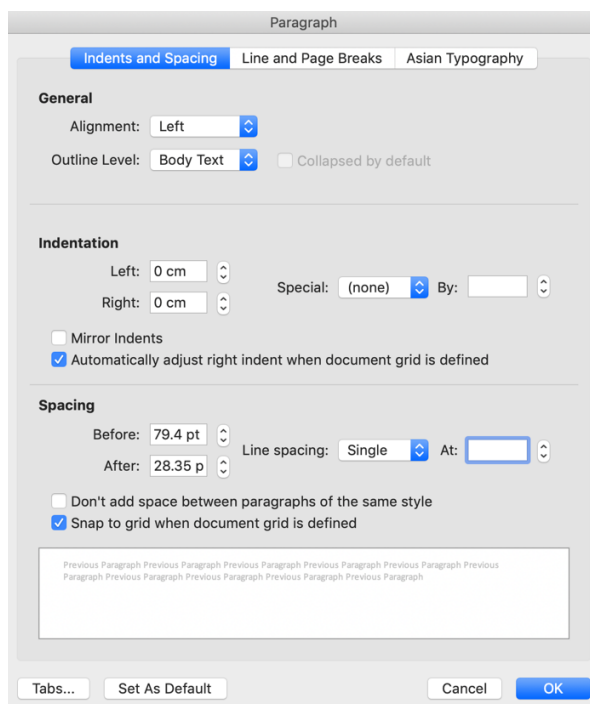 Paragraph
Indents and Spacing Line and Page Breaks Asian Typography
General
Alignment: Left
Outline Level: Body Text Collapsed by default
Indentation
Left: 0 cm
Special: (none) By:
Right: 0 cm
Mirror Indents
Automatically adjust right indent when document grid is defined
Spacing
Before: 79.4 pt
Line spacing: Single At:
After: 28.35 p
Don't add space between paragraphs of the same style
Snap to grid when document grid is defined
Previous Paragraph Previous Paragraph Previous Paragraph Previous Paragraph Previous Paragraph Previous
Paragraph Previous Paragraph Previous Paragraph Previous Paragraph Previous Paragraph
Tabs... Set As Default Cancel OK